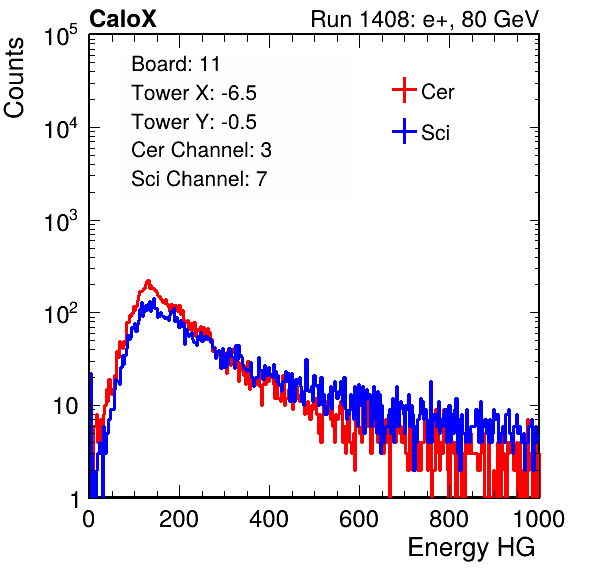 CaloX Run 1408: e+, 80 GeV
Counts
Board: 11
Tower X: -6.5
Tower Y: -0.5
Cer Channel: 3
Sci Channel: 7
Cer
Sci
10^5
10^4
10^3
10^2
10
1
0 200 400 600 800 1000
Energy HG